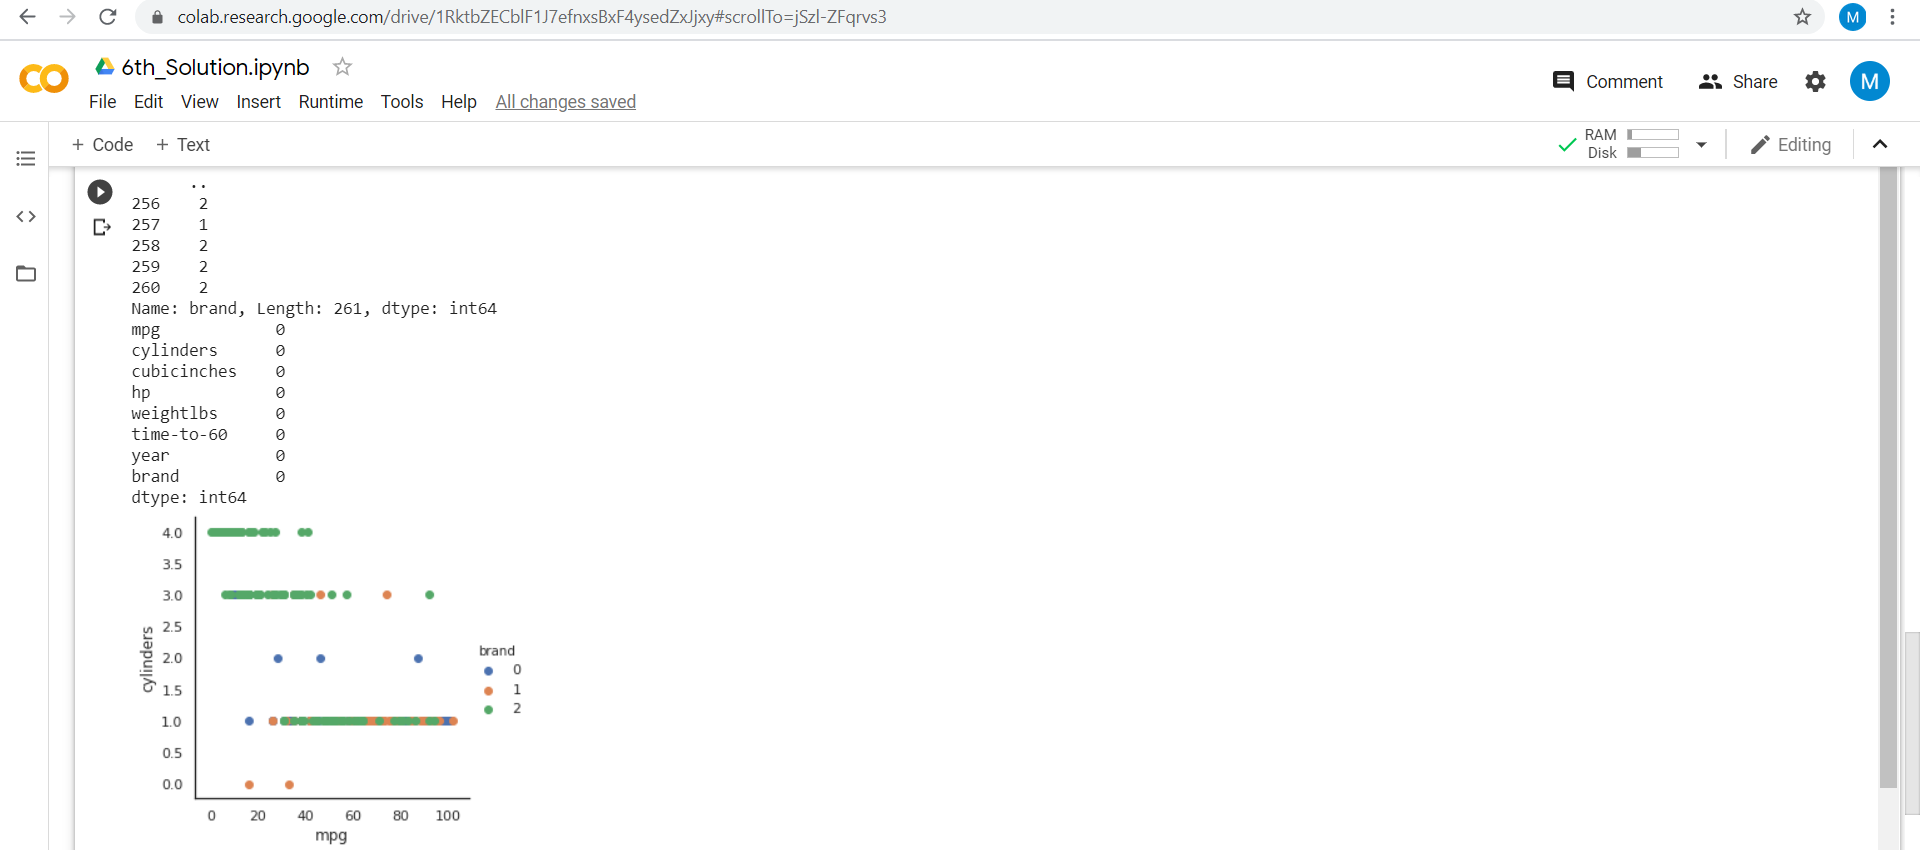 colab.research.google.com/drive/1RktbZECblF1J7efnxsBxF4ysedZxJjxy#scrollTo=jSzl-ZFqrvs3
M
CO
6th_Solution.ipynb
File Edit View Insert Runtime Tools Help All changes saved
Comment Share M
+ Code + Text
RAM
Disk
Editing
..
256 2
257 1
258 2
259 2
260 2
Name: brand, Length: 261, dtype: int64
mpg 0
cylinders 0
cubicinches 0
hp 0
weightlbs 0
time-to-60 0
year 0
brand 0
dtype: int64
4.0
3.5
3.0
2.5
2.0
1.5
1.0
0.5
0.0
cylinders
0 20 40 60 80 100
mpg
brand
0
1
2